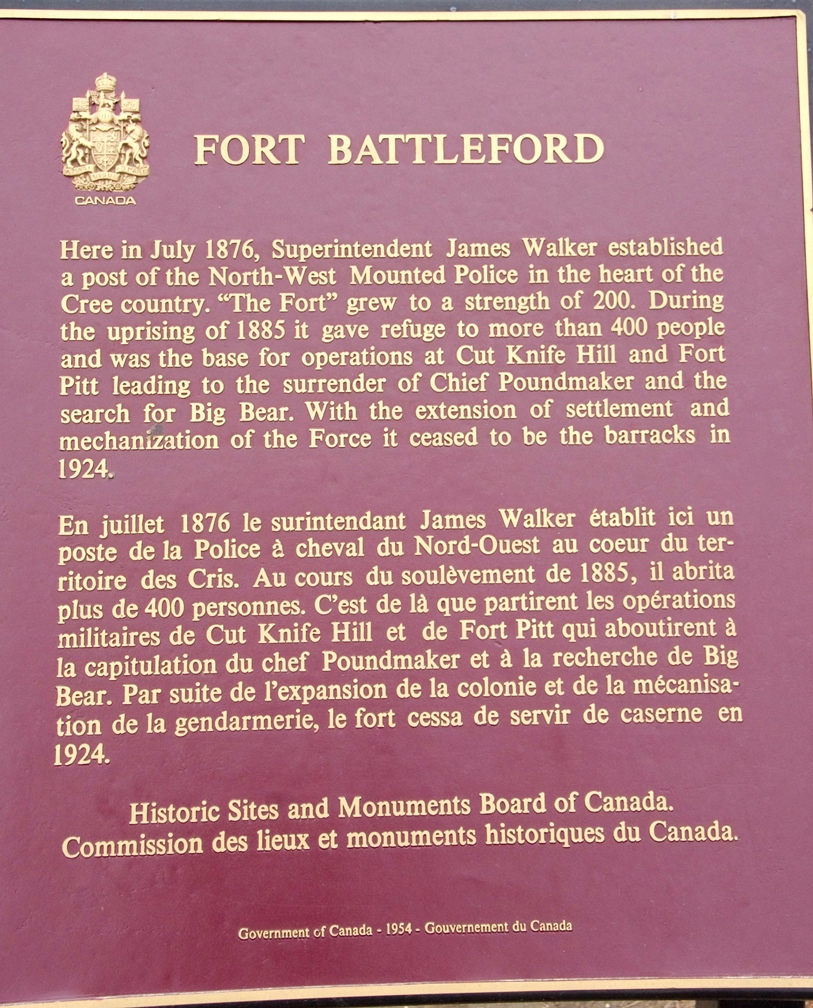 CANADA
FORT BATTLEFORD
Here in July 1876, Superintendent James Walker established
a post of the North-West Mounted Police in the heart of the
Cree country. “The Fort” grew to a strength of 200. During
the uprising of 1885 it gave refuge to more than 400 people
and was the base for operations at Cut Knife Hill and Fort
Pitt leading to the surrender of Chief Poundmaker and the
search for Big Bear. With the extension of settlement and
mechanization of the Force it ceased to be the barracks in
1924.
En juillet 1876 le surintendant James Walker établit ici un
poste de la Police à cheval du Nord-Ouest au coeur du ter-
ritoire des Cris. Au cours du soulèvement de 1885, il abrita
plus de 400 personnes. C’est de là que partirent les opérations
militaires de Cut Knife Hill et de Fort Pitt qui aboutirent à
la capitulation du chef Poundmaker et à la recherche de Big
Bear. Par suite de l’expansion de la colonie et de la mécanisa-
tion de la gendarmerie, le fort cessa de servir de caserne en
1924.
Historic Sites and Monuments Board of Canada.
Commission des lieux et monuments historiques du Canada.
Government of Canada - 1954 - Gouvernement du Canada